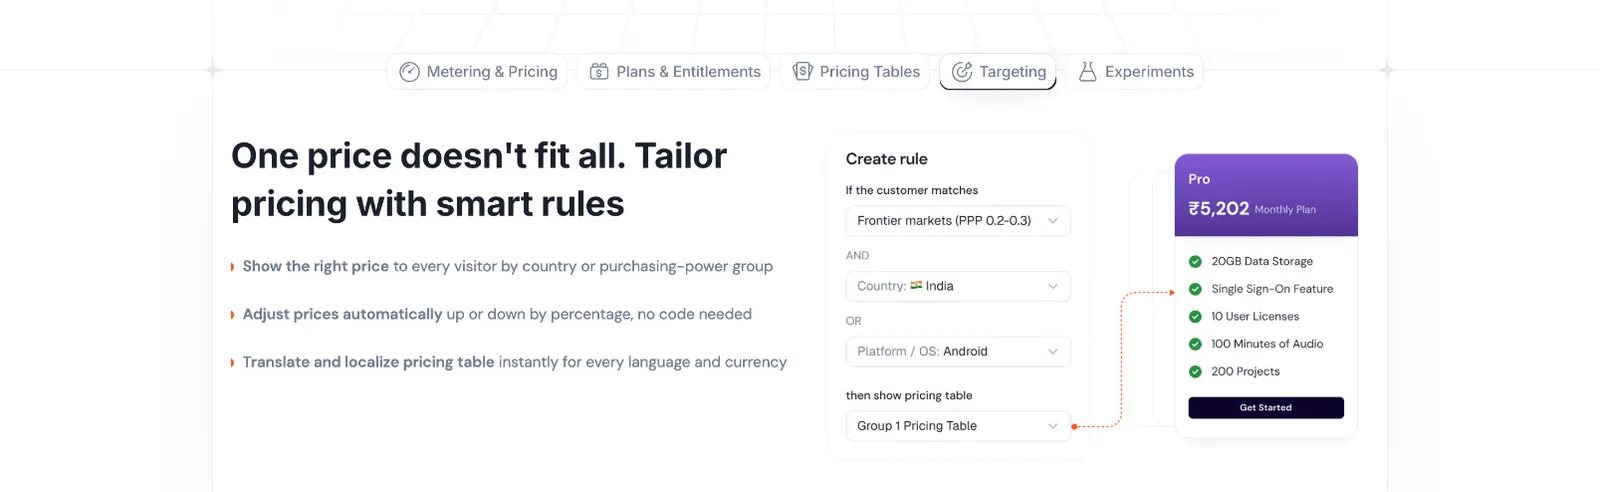 Metering & Pricing
Plans & Entitlements
Pricing Tables
Targeting
Experiments
One price doesn't fit all. Tailor
pricing with smart rules
Show the right price to every visitor by country or purchasing-power group
Adjust prices automatically up or down by percentage, no code needed
Translate and localize pricing table instantly for every language and currency
Create rule
If the customer matches
Frontier markets (PPP 0.2-0.3)
AND
Country: India
OR
Platform / OS: Android
then show pricing table
Group 1 Pricing Table
Pro
₹5,202 Monthly Plan
20GB Data Storage
Single Sign-On Feature
10 User Licenses
100 Minutes of Audio
200 Projects
Get Started